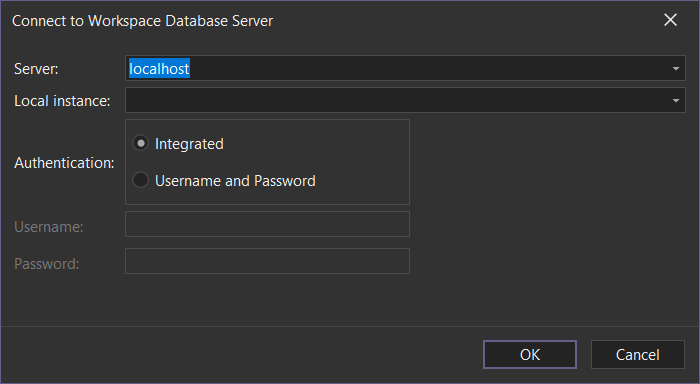 Connect to Workspace Database Server
Server: localhost
Local instance:
Authentication:
Integrated
Username and Password
Username:
Password:
OK Cancel